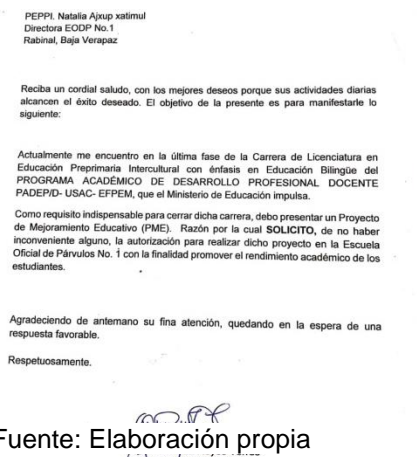 PEPPI. Natalia Ajxup xatimul
Directora EODP No.1
Rabinal, Baja Verapaz
Reciba un cordial saludo, con los mejores deseos porque sus actividades diarias
alcancen el éxito deseado. El objetivo de la presente es para manifestarle lo
siguiente:
Actualmente me encuentro en la última fase de la Carrera de Licenciatura en
Educación Preprimaria Intercultural con énfasis en Educación Bilingüe del
PROGRAMA ACADÉMICO DE DESARROLLO PROFESIONAL DOCENTE
PADEP/D- USAC- EFPEM, que el Ministerio de Educación impulsa.
Como requisito indispensable para cerrar dicha carrera, debo presentar un Proyecto
de Mejoramiento Educativo (PME). Razón por la cual SOLICITO, de no haber
inconveniente alguno, la autorización para realizar dicho proyecto en la Escuela
Oficial de Párvulos No. 1 con la finalidad promover el rendimiento académico de los
estudiantes.
Agradeciendo de antemano su fina atención, quedando en la espera de una
respuesta favorable.
Respetuosamente.
Fuente: Elaboración propia